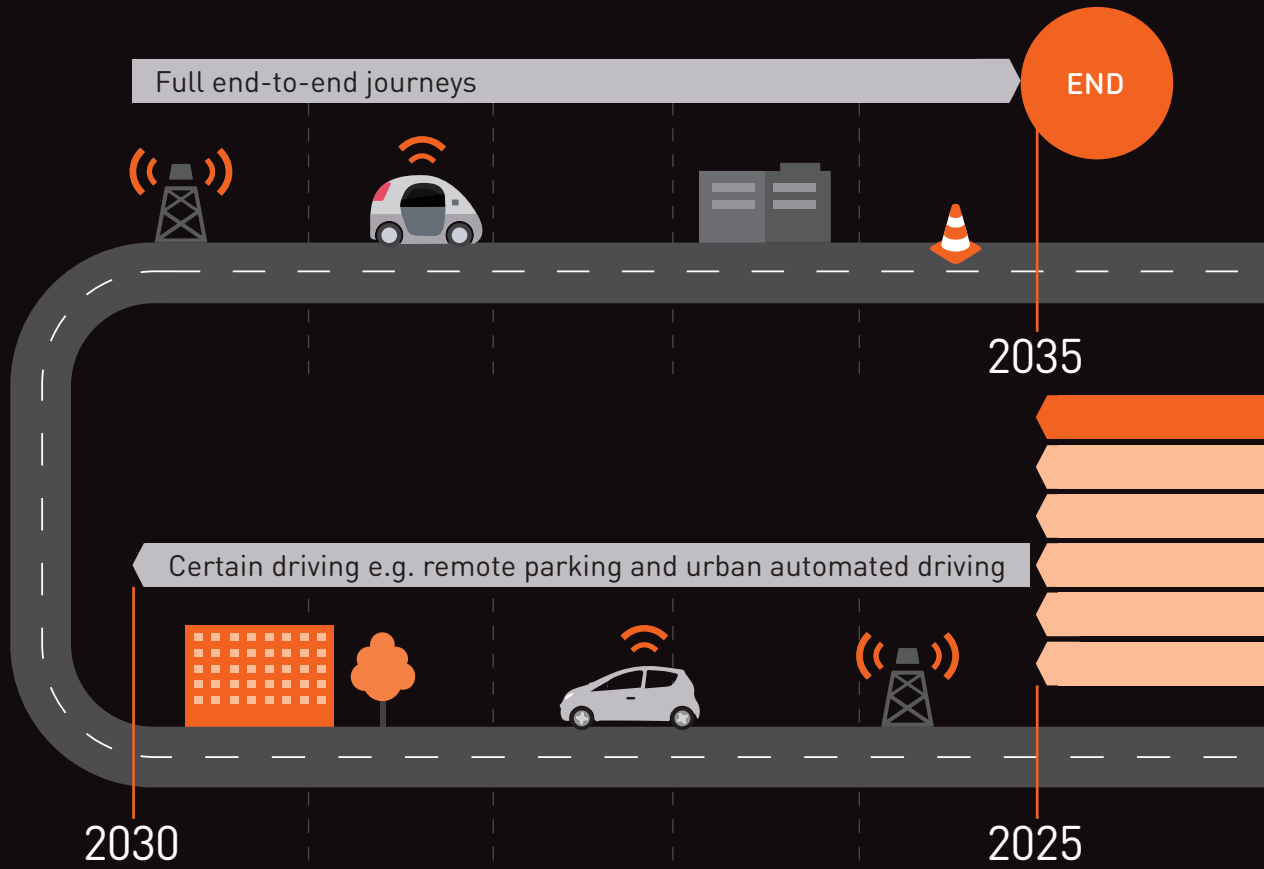 Full end-to-end journeys
END
2035
Certain driving e.g. remote parking and urban automated driving
2030
2025